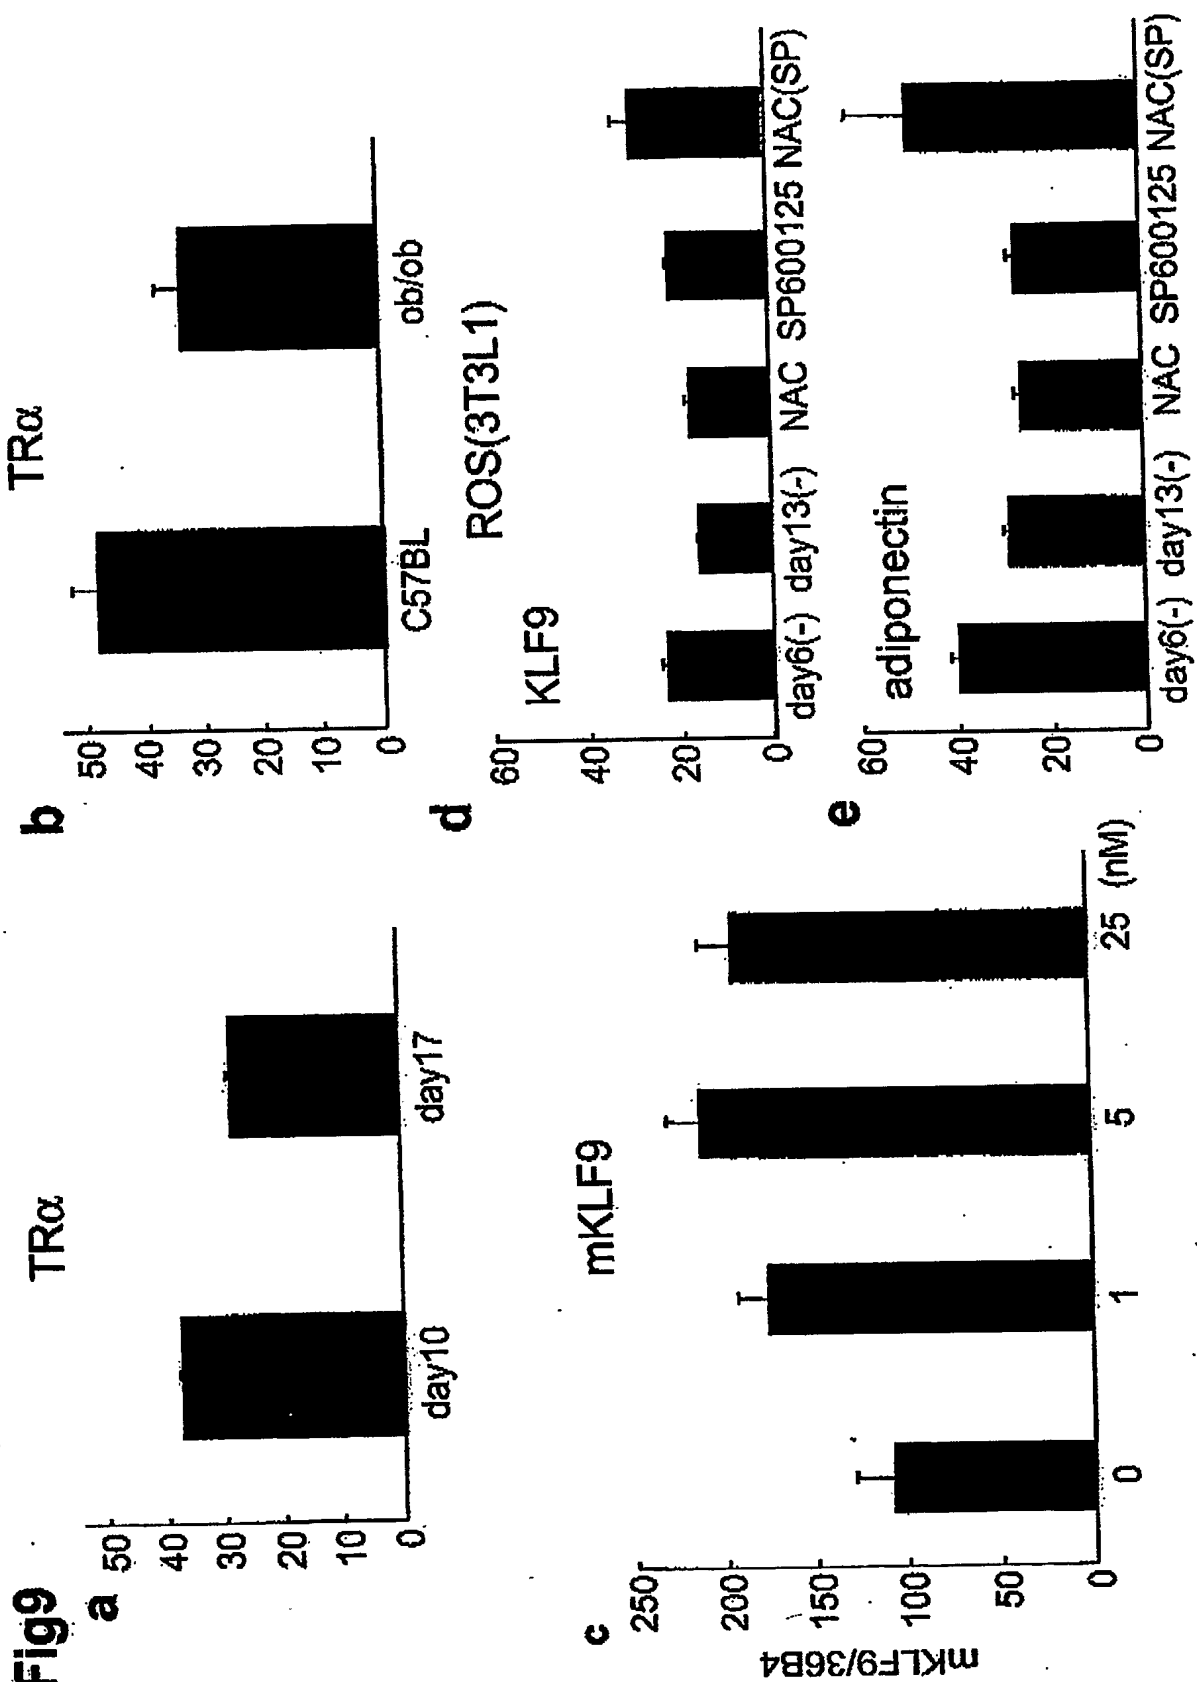 Fig9
a
TRα
50
40
30
20
10
0
day10
day17
b
TRα
50
40
30
20
10
0
C57BL
ob/ob
c
mKLF9
mKLF9/36B4
250
200
150
100
50
0
0
1
5
25
(nM)
d
ROS(3T3L1)
KLF9
60
40
20
0
day6(-) day13(-) NAC SP600125 NAC(SP)
e
adiponectin
60
40
20
0
day6(-) day13(-) NAC SP600125 NAC(SP)